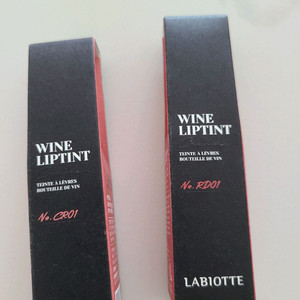 WINE
LIPTINT
TEINTE À LÈVRES
BOUTEILLE DE VIN
No. CR01
WINE
LIPTINT
TEINTE À LÈVRES
BOUTEILLE DE VIN
No. RD01
LABIOTTE